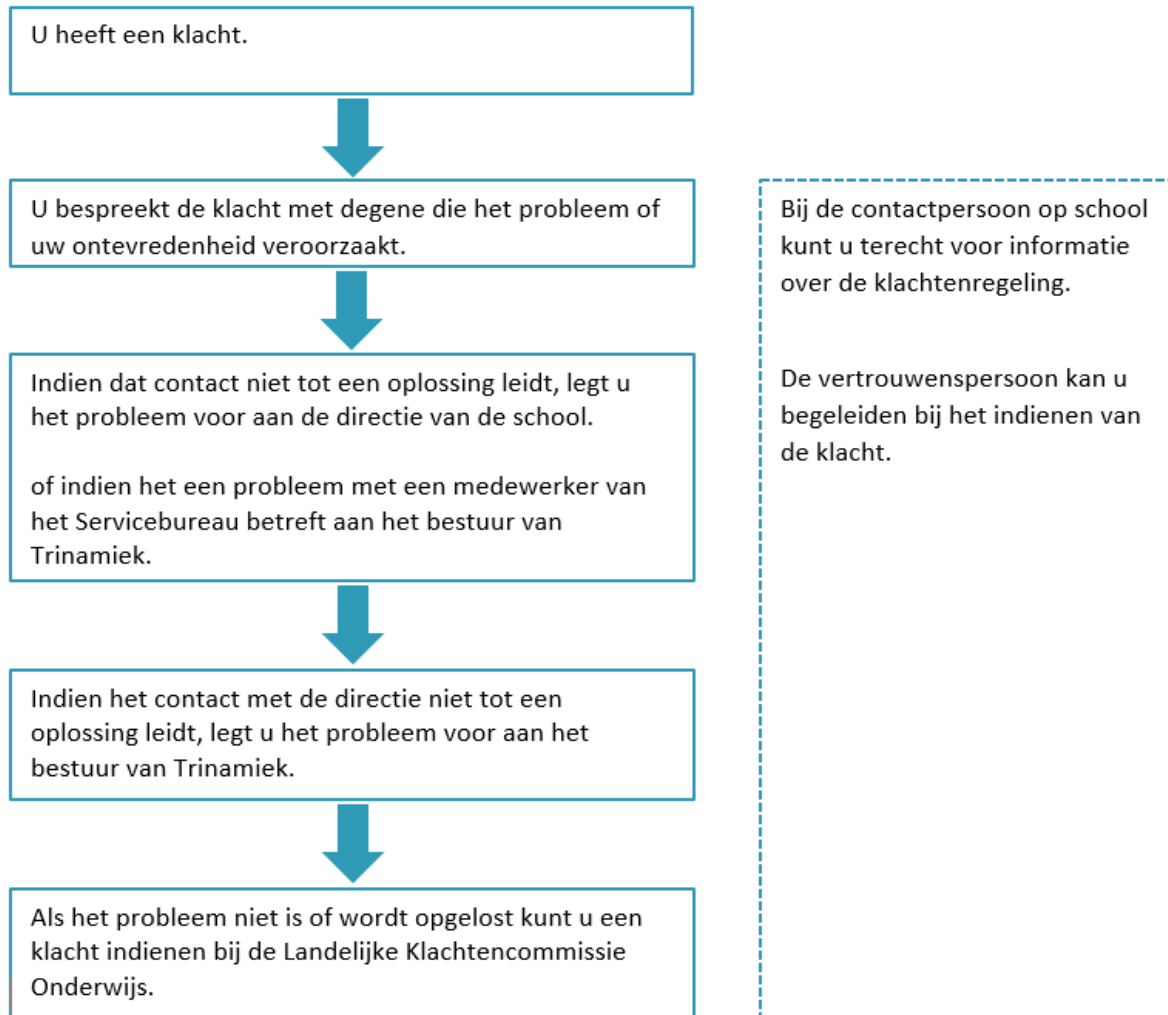 U heeft een klacht.
U bespreekt de klacht met degene die het probleem of
uw ontevredenheid veroorzaakt.
Indien dat contact niet tot een oplossing leidt, legt u
het probleem voor aan de directie van de school.
of indien het een probleem met een medewerker van
het Servicebureau betreft aan het bestuur van
Trinamiek.
Indien het contact met de directie niet tot een
oplossing leidt, legt u het probleem voor aan het
bestuur van Trinamiek.
Als het probleem niet is of wordt opgelost kunt u een
klacht indienen bij de Landelijke Klachtencommissie
Onderwijs.
Bij de contactpersoon op school
kunt u terecht voor informatie
over de klachtenregeling.
De vertrouwenspersoon kan u
begeleiden bij het indienen van
de klacht.